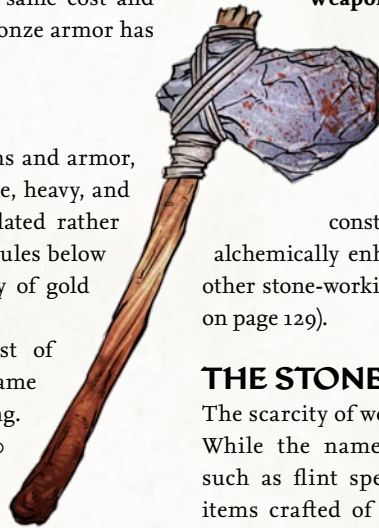 same cost and
onze armor has
ns and armor,
e, heavy, and
lated rather
ules below
y of gold
st of
ame
ng.
weapo
const
alchemically enh
other stone-worki
on page 129).
THE STONE
The scarcity of we
While the name
such as flint spe
items crafted of